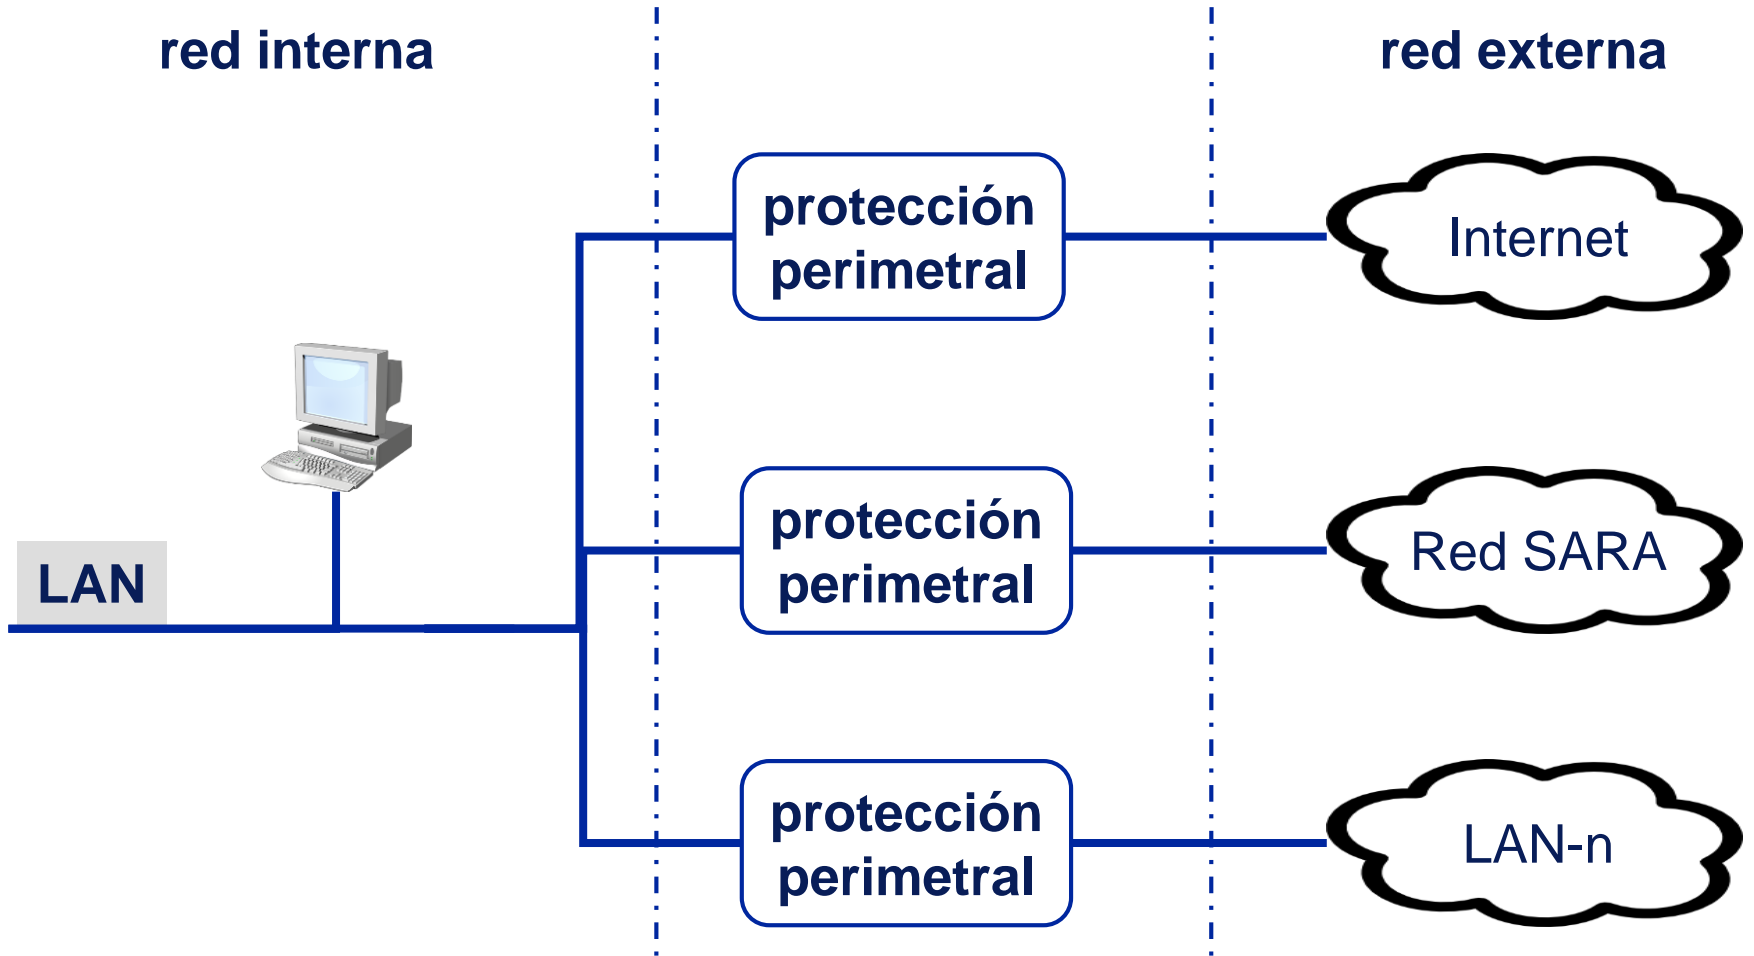 red interna
red externa
protección
perimetral
Internet
LAN
protección
perimetral
Red SARA
protección
perimetral
LAN-n